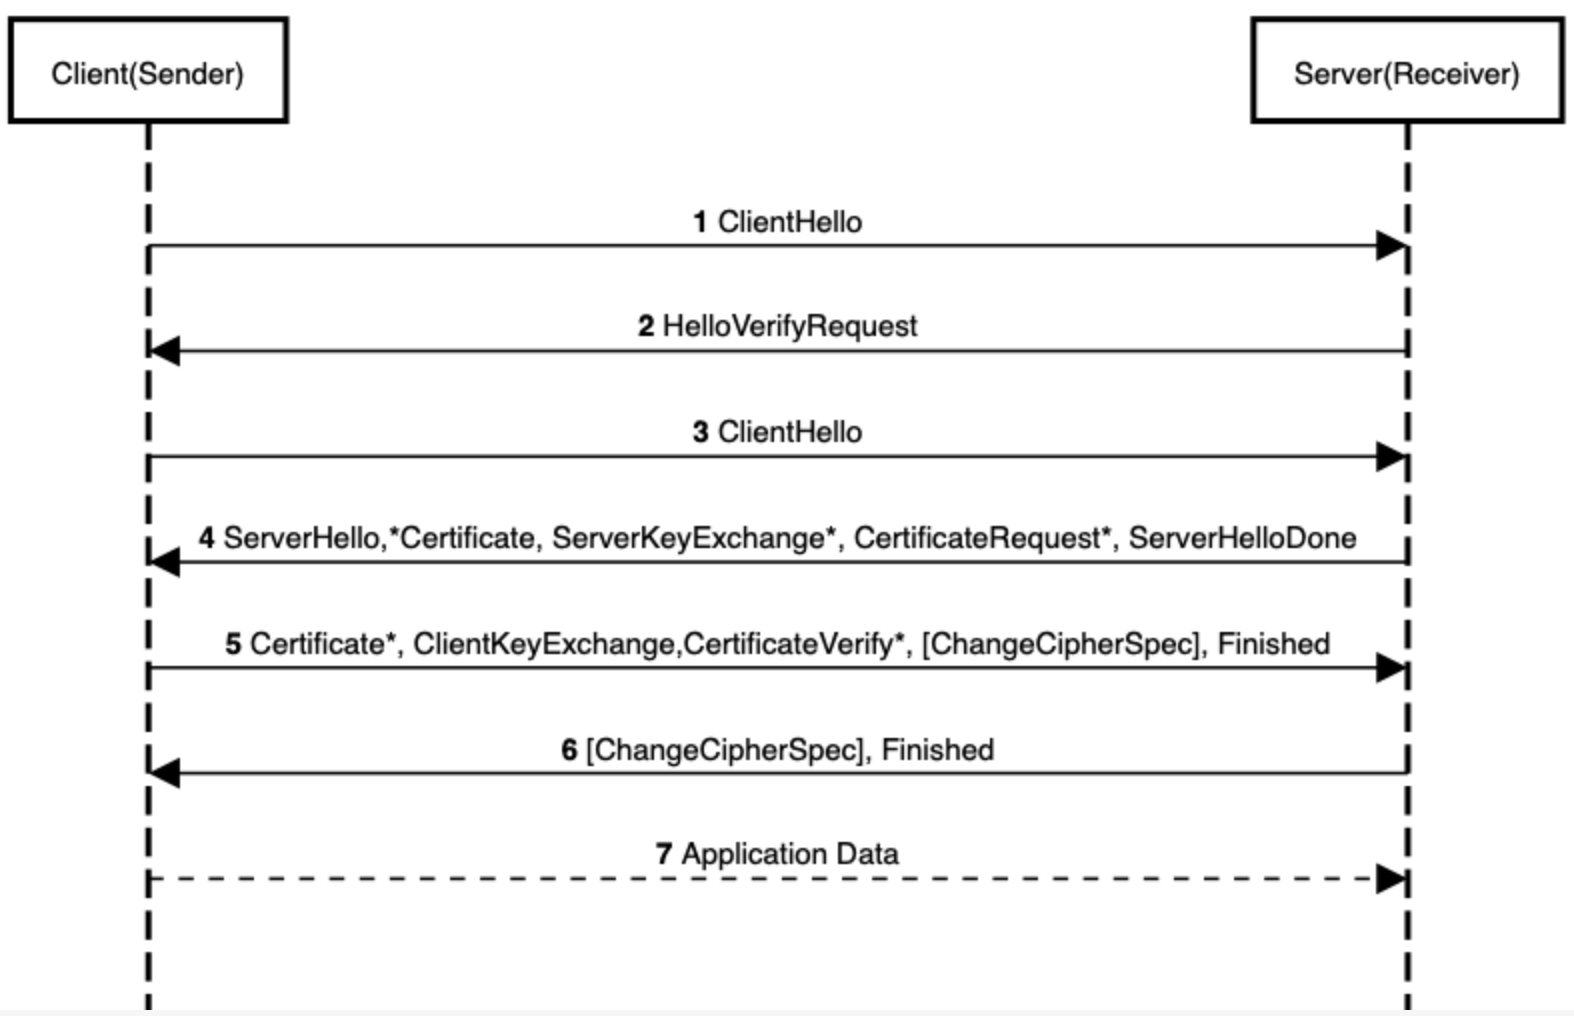 Client(Sender)
Server(Receiver)
1 ClientHello
2 HelloVerifyRequest
3 ClientHello
4 ServerHello,*Certificate, ServerKeyExchange*, CertificateRequest*, ServerHelloDone
5 Certificate*, ClientKeyExchange,CertificateVerify*, [ChangeCipherSpec], Finished
6 [ChangeCipherSpec], Finished
7 Application Data